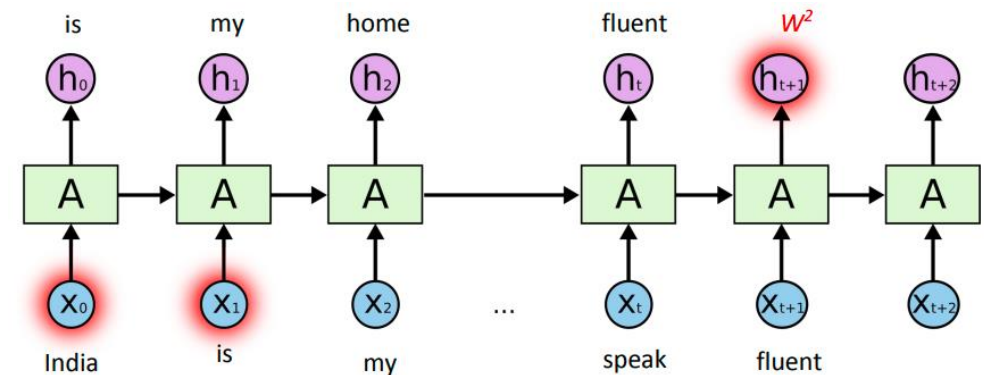 is my home fluent W²
h₀ h₁ h₂ hₜ hₜ₊₁ hₜ₊₂
A A A A A A
x₀ x₁ x₂ ... xₜ xₜ₊₁ xₜ₊₂
India is my speak fluent